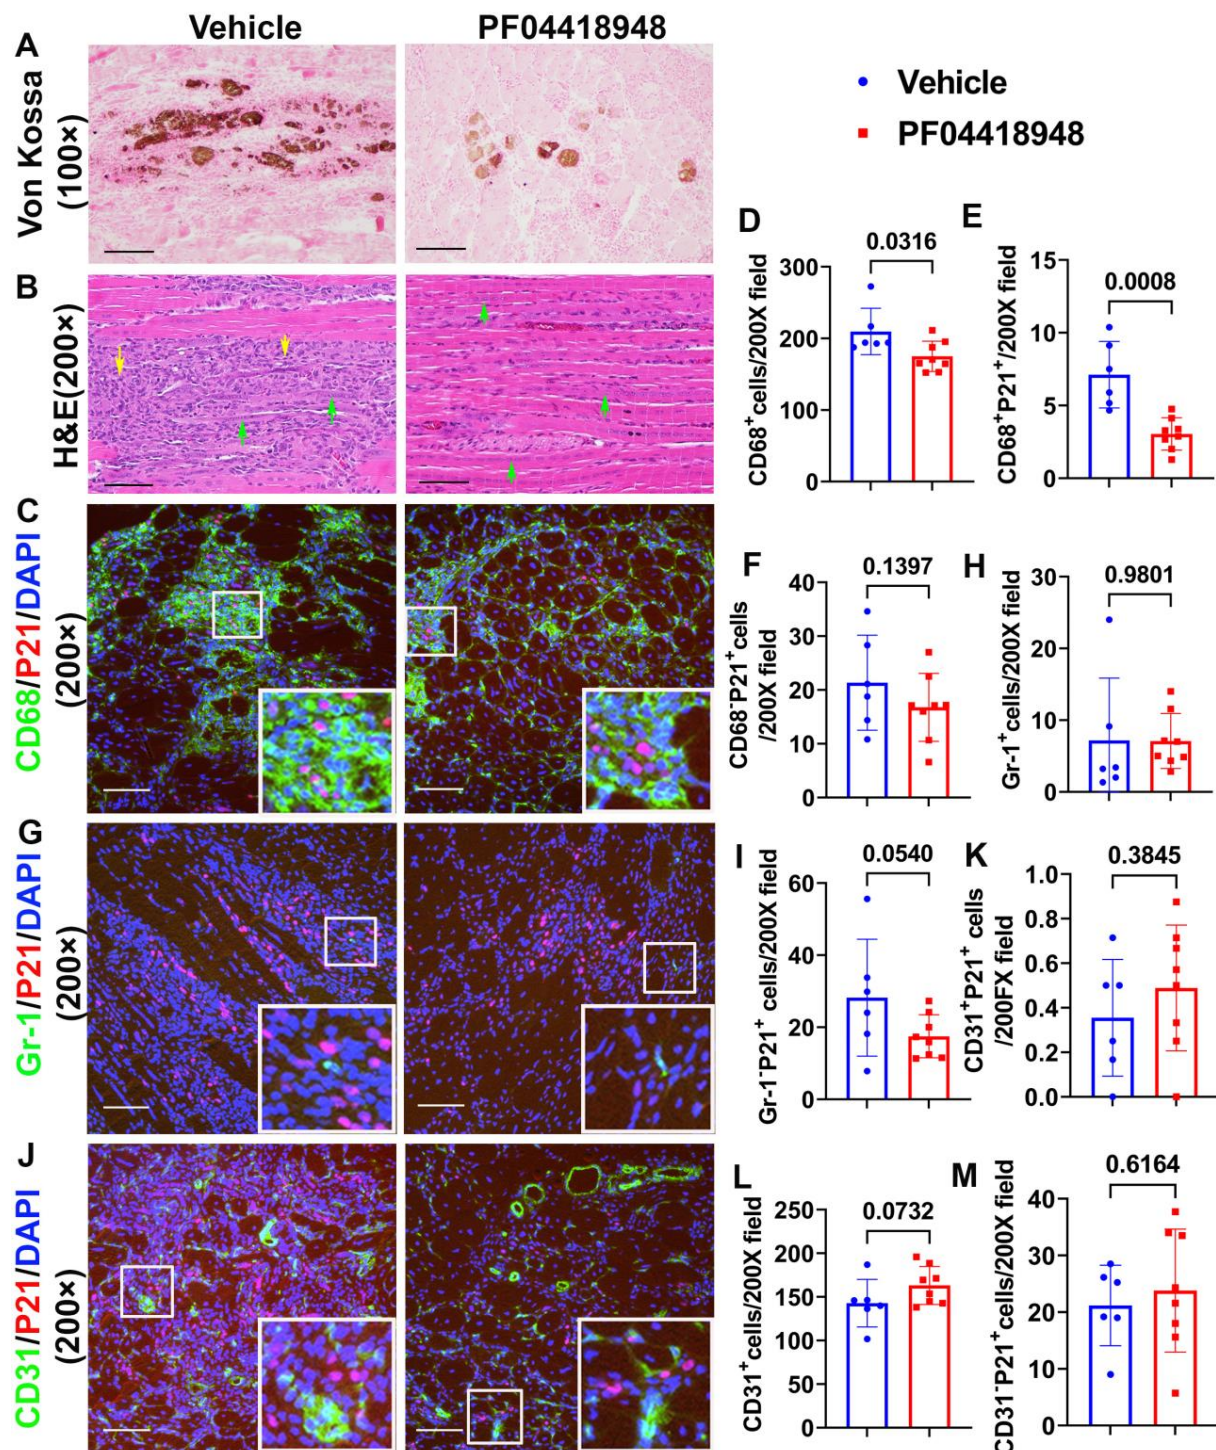 Vehicle
PF04418948
A
Von Kossa
(100×)
Vehicle
PF04418948
B
H&E(200×)
D
0.0316
CD68⁺cells/200X field
300
200
100
0
E
0.0008
CD68⁺P21⁺/200X field
15
10
5
0
C
CD68/P21/DAPI
(200×)
F
0.1397
CD68⁻P21⁺cells
/200X field
40
30
20
10
0
H
0.9801
Gr-1⁺cells/200X field
30
20
10
0
G
Gr-1/P21/DAPI
(200×)
I
0.0540
Gr-1⁻P21⁺ cells/200X field
60
40
20
0
K
0.3845
CD31⁺P21⁺ cells
/200FX field
1.0
0.8
0.6
0.4
0.2
0.0
J
CD31/P21/DAPI
(200×)
L
0.0732
CD31⁺cells/200X field
250
200
150
100
50
0
M
0.6164
CD31⁻P21⁺cells/200X field
40
30
20
10
0